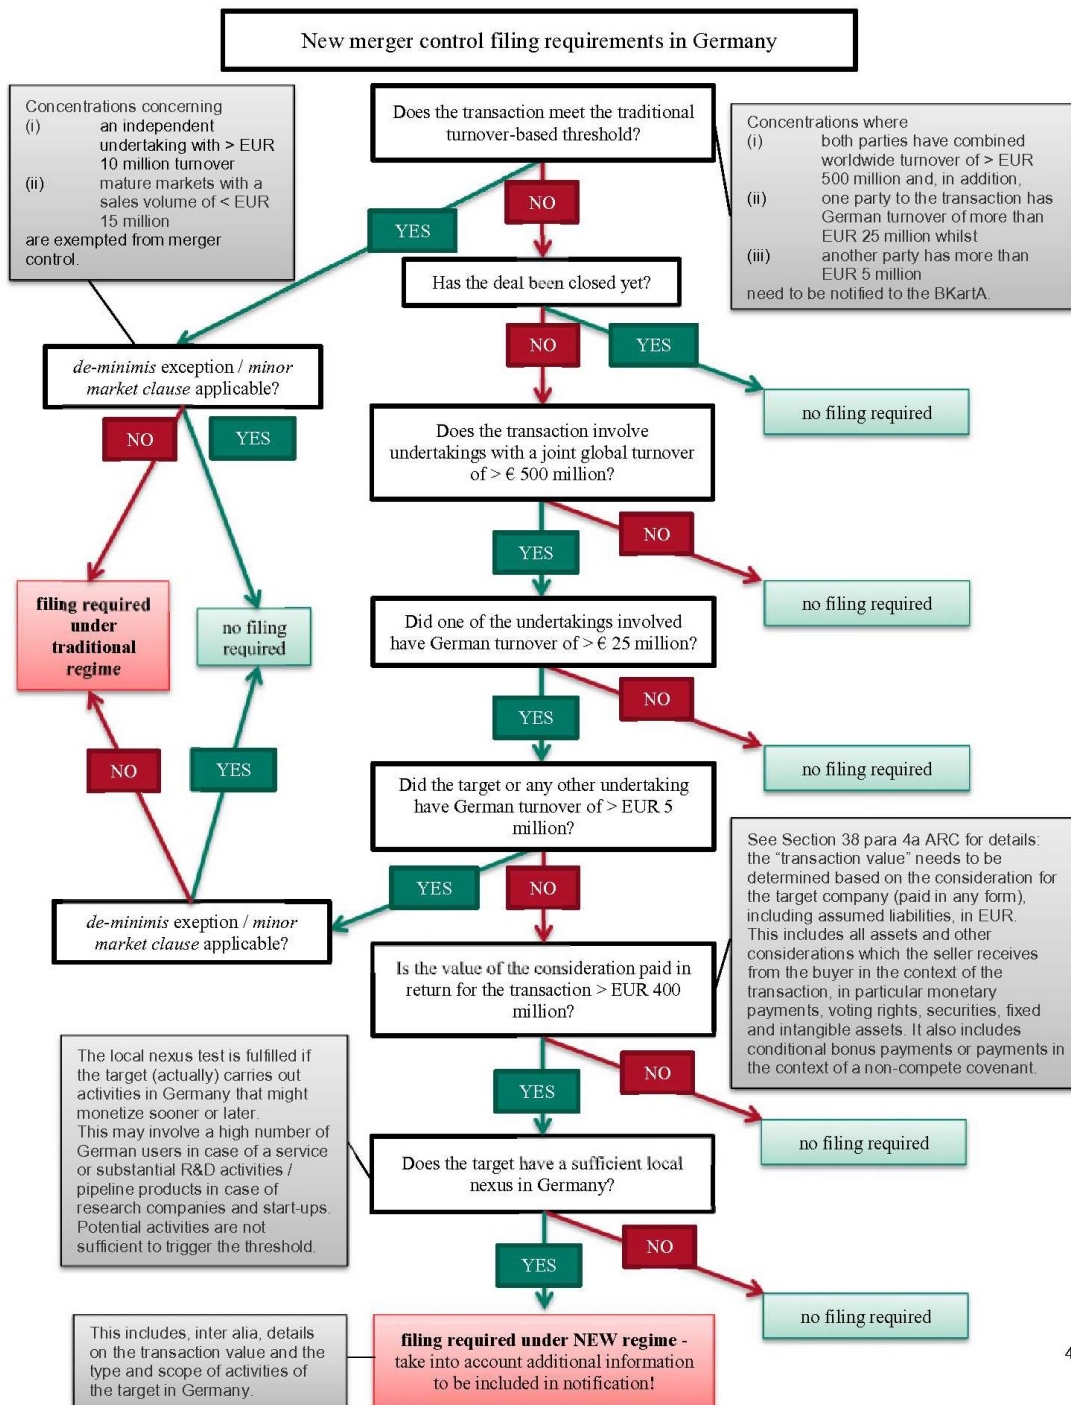 New merger control filing requirements in Germany
Concentrations concerning
(i) an independent
undertaking with > EUR
10 million turnover
(ii) mature markets with a
sales volume of < EUR
15 million
are exempted from merger
control.
Does the transaction meet the traditional
turnover-based threshold?
Concentrations where
(i) both parties have combined
worldwide turnover of > EUR
500 million and, in addition,
(ii) one party to the transaction has
German turnover of more than
EUR 25 million whilst
(iii) another party has more than
EUR 5 million
need to be notified to the BKartA.
YES
NO
Has the deal been closed yet?
NO
YES
no filing required
de-minimis exception / minor
market clause applicable?
NO
YES
Does the transaction involve
undertakings with a joint global turnover
of > € 500 million?
YES
NO
no filing required
filing required
under
traditional
regime
no filing
required
Did one of the undertakings involved
have German turnover of > € 25 million?
YES
NO
no filing required
NO
YES
Did the target or any other undertaking
have German turnover of > EUR 5
million?
YES
NO
de-minimis exeption / minor
market clause applicable?
See Section 38 para 4a ARC for details:
the “transaction value” needs to be
determined based on the consideration for
the target company (paid in any form),
including assumed liabilities, in EUR.
This includes all assets and other
considerations which the seller receives
from the buyer in the context of the
transaction, in particular monetary
payments, voting rights, securities, fixed
and intangible assets. It also includes
conditional bonus payments or payments in
the context of a non-compete covenant.
Is the value of the consideration paid in
return for the transaction > EUR 400
million?
YES
NO
no filing required
The local nexus test is fulfilled if
the target (actually) carries out
activities in Germany that might
monetize sooner or later.
This may involve a high number of
German users in case of a service
or substantial R&D activities /
pipeline products in case of
research companies and start-ups.
Potential activities are not
sufficient to trigger the threshold.
Does the target have a sufficient local
nexus in Germany?
YES
NO
no filing required
This includes, inter alia, details
on the transaction value and the
type and scope of activities of
the target in Germany.
filing required under NEW regime -
take into account additional information
to be included in notification!
4